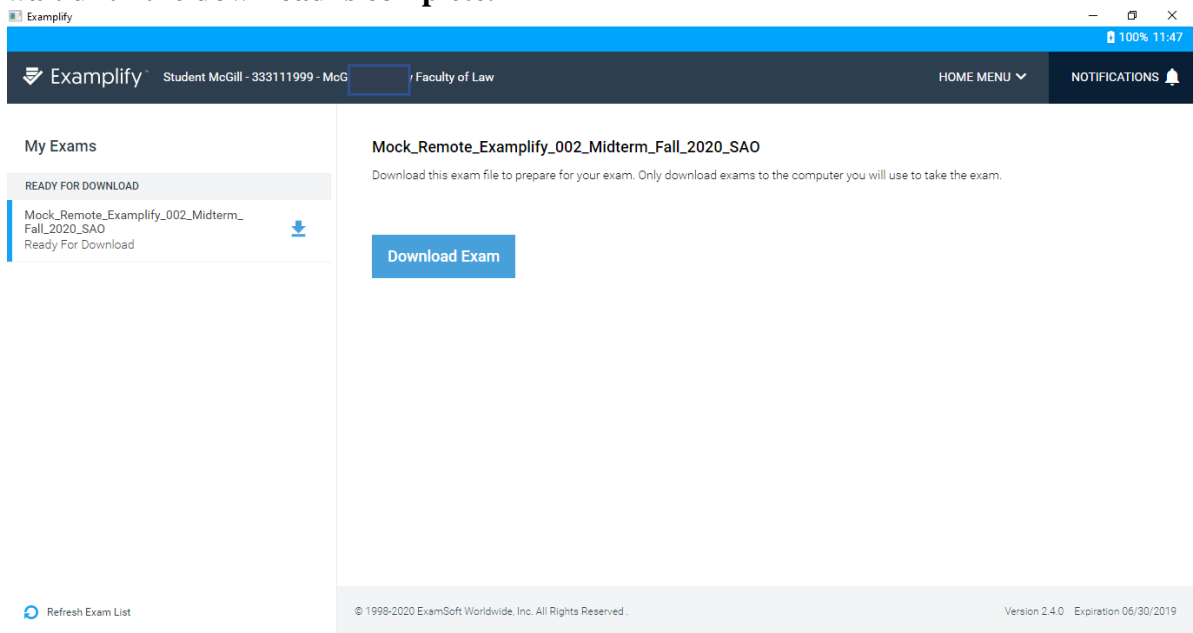 Examplify
100% 11:47
Examplify Student McGill - 333111999 - McG Faculty of Law HOME MENU NOTIFICATIONS
My Exams
READY FOR DOWNLOAD
Mock_Remote_Examplify_002_Midterm_
Fall_2020_SAO
Ready For Download
Mock_Remote_Examplify_002_Midterm_Fall_2020_SAO
Download this exam file to prepare for your exam. Only download exams to the computer you will use to take the exam.
Download Exam
Refresh Exam List
© 1998-2020 ExamSoft Worldwide, Inc. All Rights Reserved .
Version 2.4.0 Expiration 06/30/2019